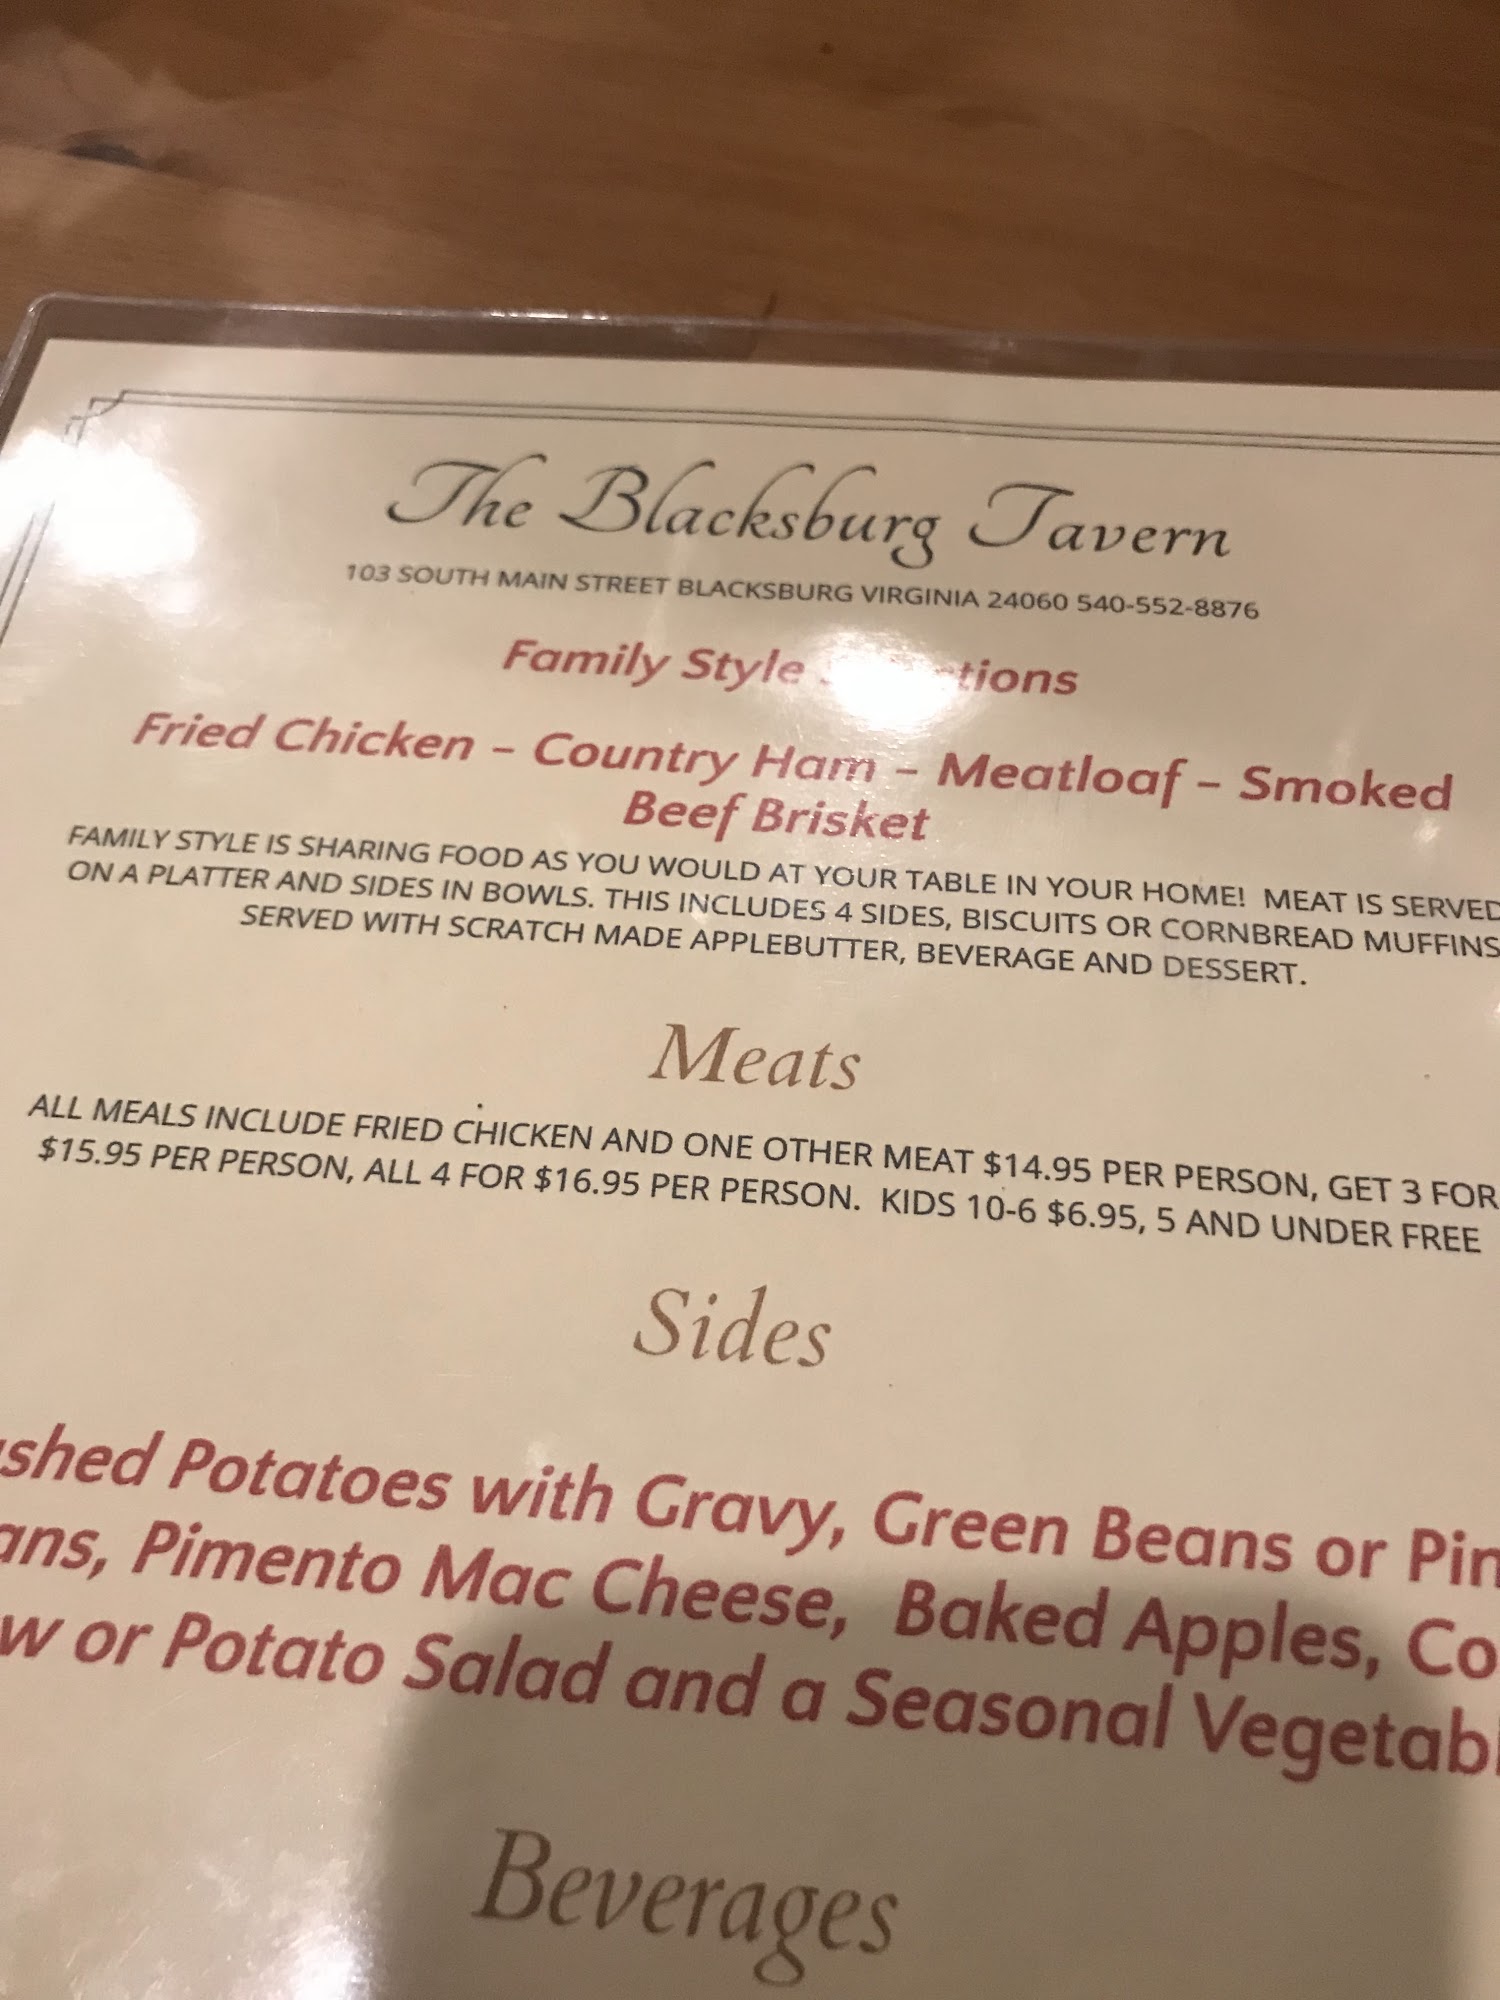 The Blacksburg Tavern
103 SOUTH MAIN STREET BLACKSBURG VIRGINIA 24060 540-552-8876
Family Style
Fried Chicken – Country Ham – Meatloaf – Smoked
Beef Brisket
FAMILY STYLE IS SHARING FOOD AS YOU WOULD AT YOUR TABLE IN YOUR HOME! MEAT IS SERVED
ON A PLATTER AND SIDES IN BOWLS. THIS INCLUDES 4 SIDES, BISCUITS OR CORNBREAD MUFFINS
SERVED WITH SCRATCH MADE APPLEBUTTER, BEVERAGE AND DESSERT.
Meats
ALL MEALS INCLUDE FRIED CHICKEN AND ONE OTHER MEAT $14.95 PER PERSON, GET 3 FOR
$15.95 PER PERSON, ALL 4 FOR $16.95 PER PERSON. KIDS 10-6 $6.95, 5 AND UNDER FREE
Sides
Potatoes with Gravy, Green Beans or
Pimento Mac Cheese, Baked Apples,
or Potato Salad and a Seasonal
Beverages